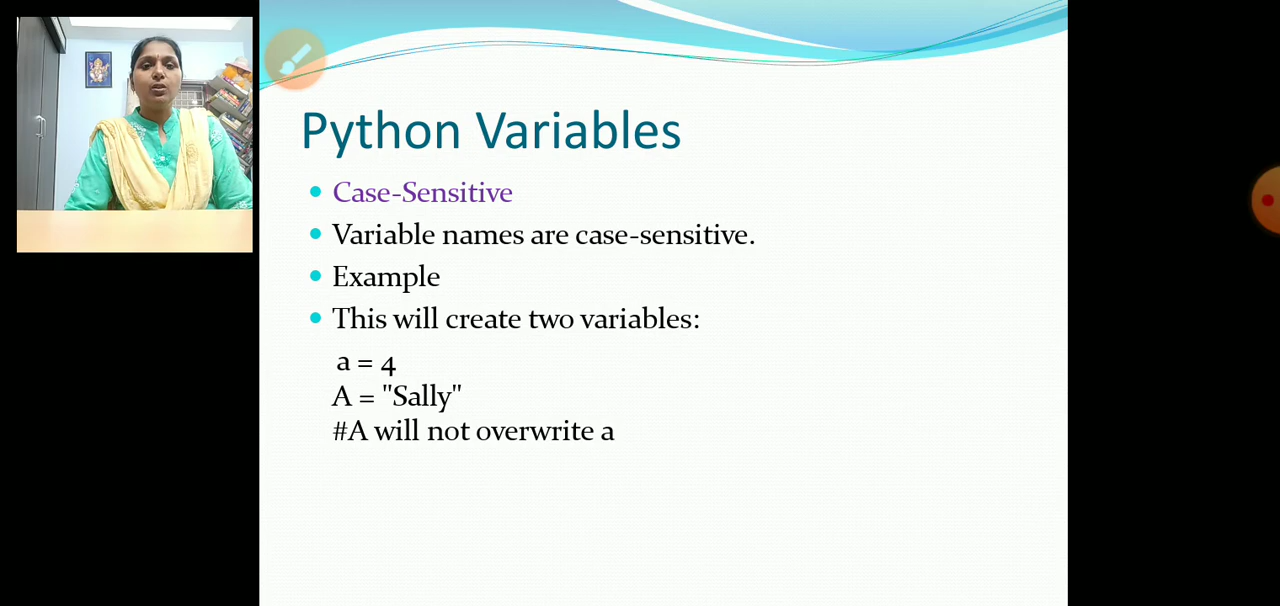 Python Variables
Case-Sensitive
Variable names are case-sensitive.
Example
This will create two variables:
a = 4
A = "Sally"
#A will not overwrite a